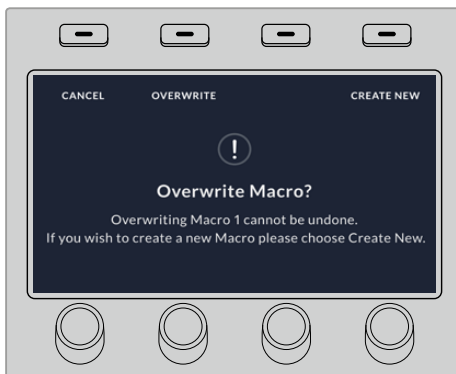 CANCEL OVERWRITE CREATE NEW
!
Overwrite Macro?
Overwriting Macro 1 cannot be undone.
If you wish to create a new Macro please choose Create New.